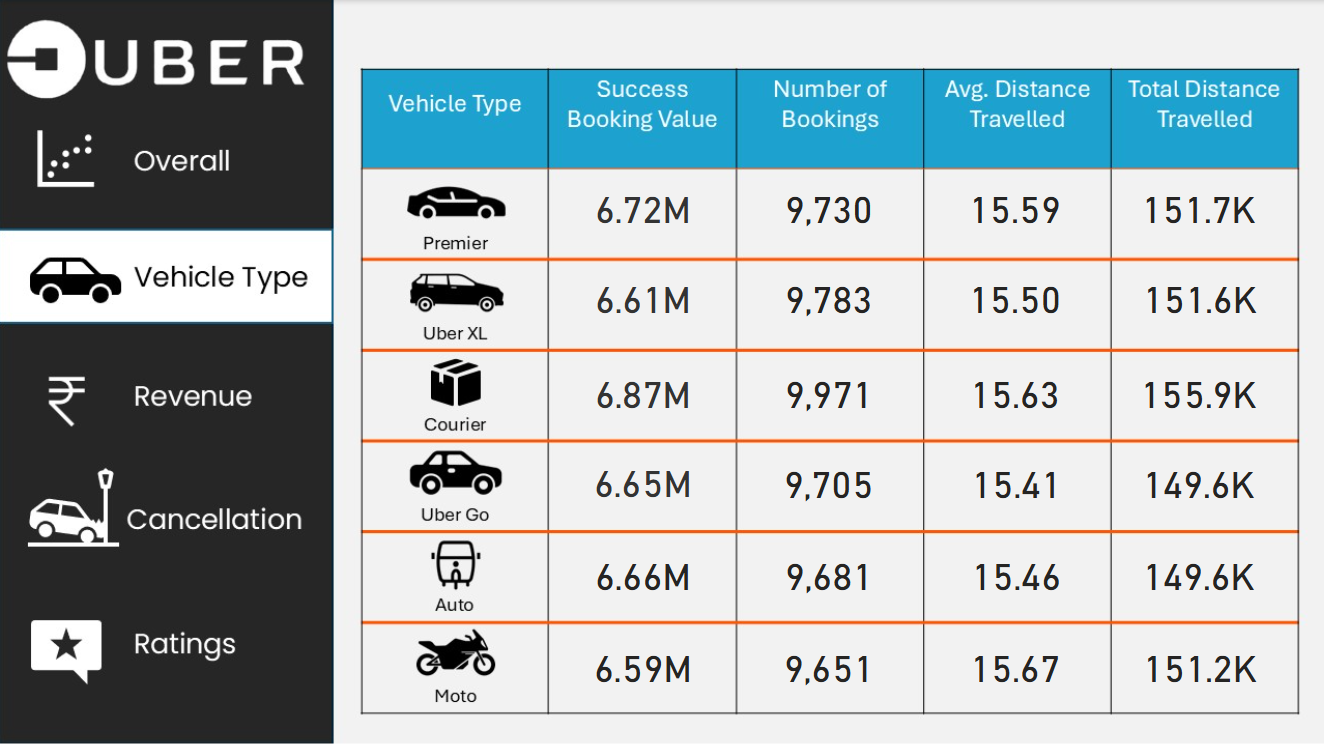 UBER
Overall
Vehicle Type
₹
Revenue
Cancellation
Ratings
Vehicle Type
Success
Booking Value
Number of
Bookings
Avg. Distance
Travelled
Total Distance
Travelled
Premier
6.72M
9,730
15.59
151.7K
Uber XL
6.61M
9,783
15.50
151.6K
Courier
6.87M
9,971
15.63
155.9K
Uber Go
6.65M
9,705
15.41
149.6K
Auto
6.66M
9,681
15.46
149.6K
Moto
6.59M
9,651
15.67
151.2K